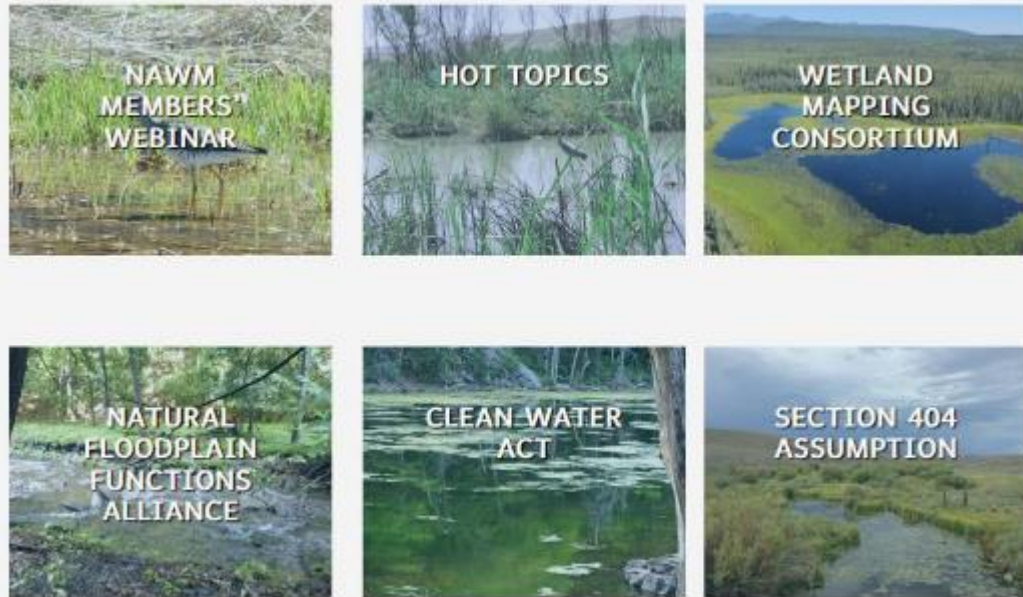 NAWM
MEMBERS"
WEBINAR
HOT TOPICS
WETLAND
MAPPING
CONSORTIUM
NATURAL
FLOODPLAIN
FUNCTIONS
ALLIANCE
CLEAN WATER
ACT
SECTION 404
ASSUMPTION